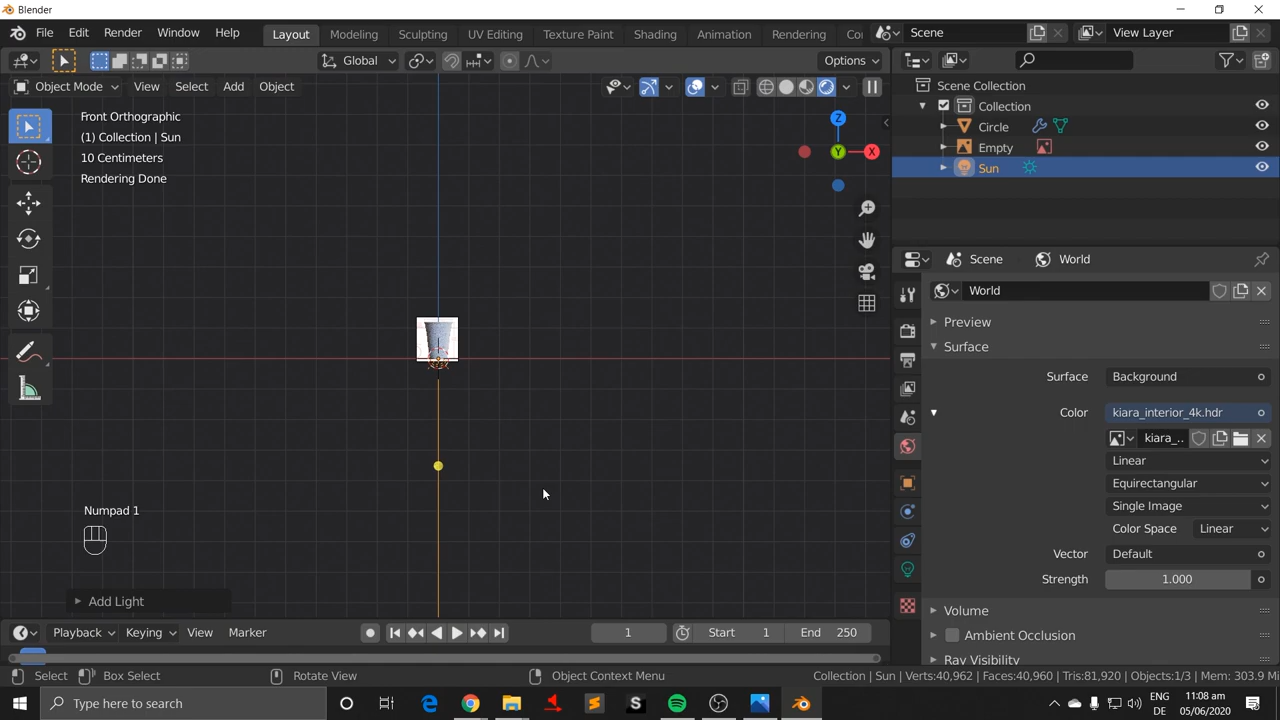 Blender
File Edit Render Window Help
Layout Modeling Sculpting UV Editing Texture Paint Shading Animation Rendering Co
Scene
View Layer
Global
Options
Object Mode View Select Add Object
Front Orthographic
(1) Collection | Sun
10 Centimeters
Rendering Done
Z
Y
X
Numpad 1
Add Light
Scene Collection
Collection
Circle
Empty
Sun
Scene World
World
Preview
Surface
Surface Background
Color kiara_interior_4k.hdr
kiara_..
Linear
Equirectangular
Single Image
Color Space Linear
Vector Default
Strength 1.000
Volume
Ambient Occlusion
Ray Visibility
Playback Keying View Marker
1
Start 1
End 250
Select Box Select Rotate View Object Context Menu
Collection | Sun | Verts:40,962 | Faces:40,960 | Tris:81,920 | Objects:1/3 | Mem: 303.9 M
Type here to search
ENG
DE
11:08 am
05/06/2020